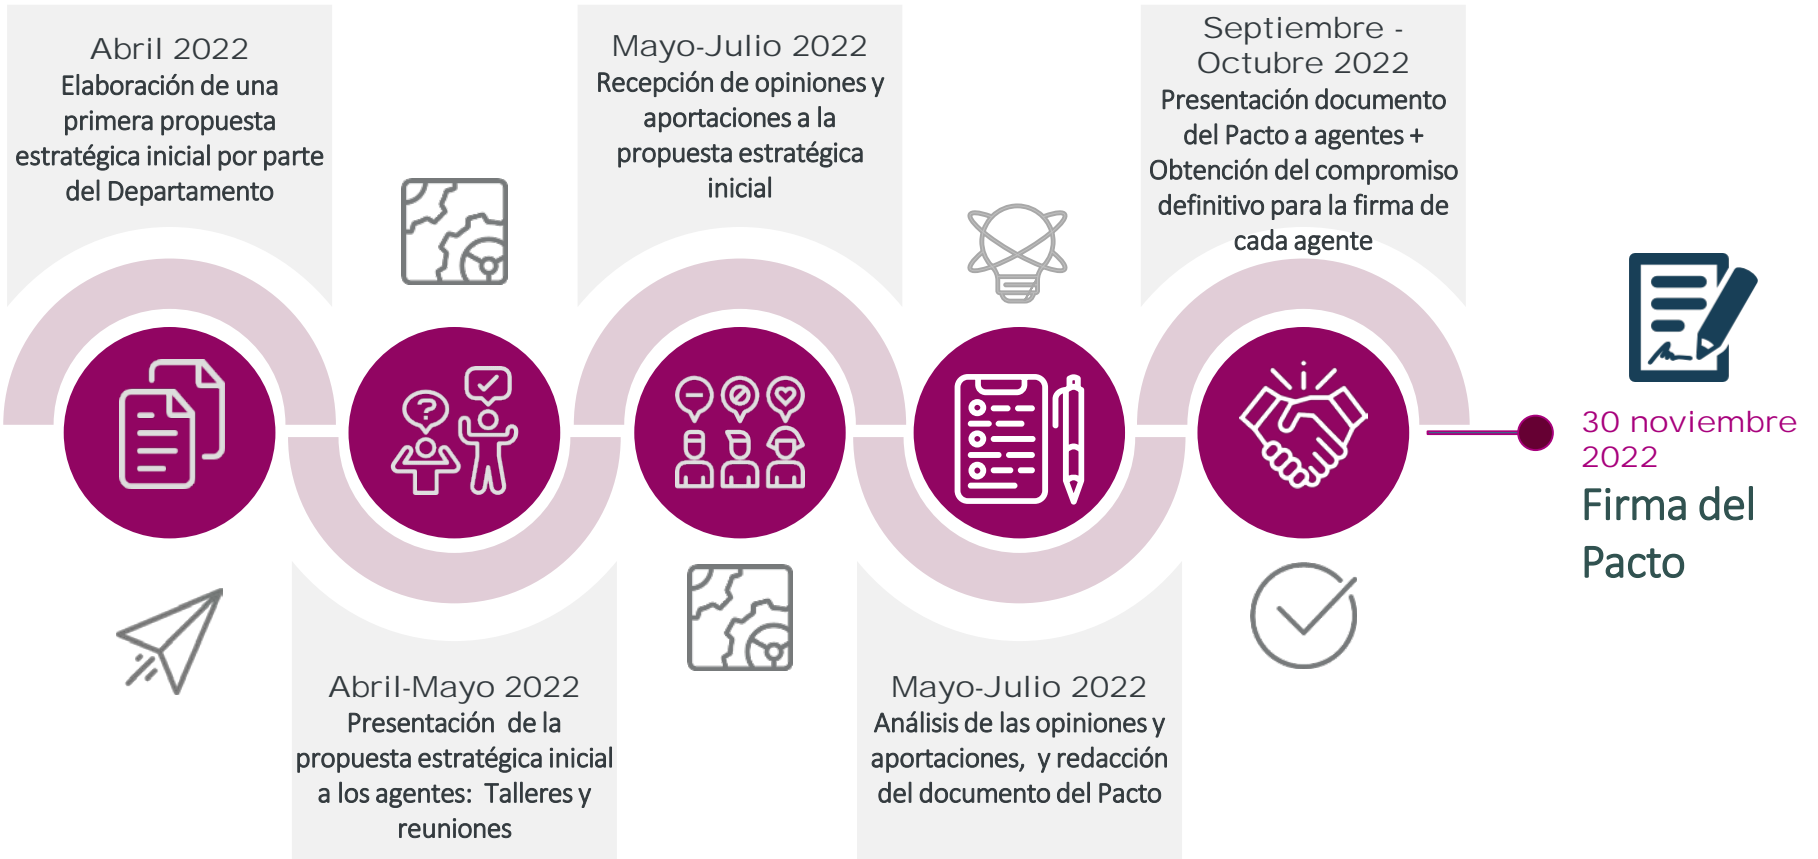 Abril 2022
Elaboración de una
primera propuesta
estratégica inicial por parte
del Departamento
Abril-Mayo 2022
Presentación de la
propuesta estratégica inicial
a los agentes: Talleres y
reuniones
Mayo-Julio 2022
Recepción de opiniones y
aportaciones a la
propuesta estratégica
inicial
Mayo-Julio 2022
Análisis de las opiniones y
aportaciones, y redacción
del documento del Pacto
Septiembre -
Octubre 2022
Presentación documento
del Pacto a agentes +
Obtención del compromiso
definitivo para la firma de
cada agente
30 noviembre
2022
Firma del
Pacto